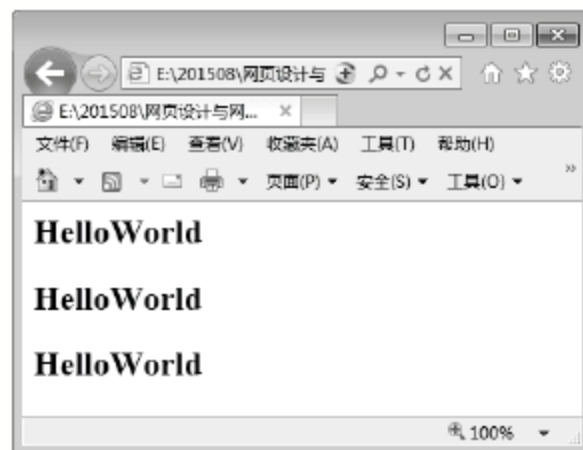 E:\201508\网页设计与
E:\201508\网页设计与网...
文件(F) 编辑(E) 查看(V) 收藏夹(A) 工具(T) 帮助(H)
页面(P) 安全(S) 工具(O) »
HelloWorld
HelloWorld
HelloWorld
100%